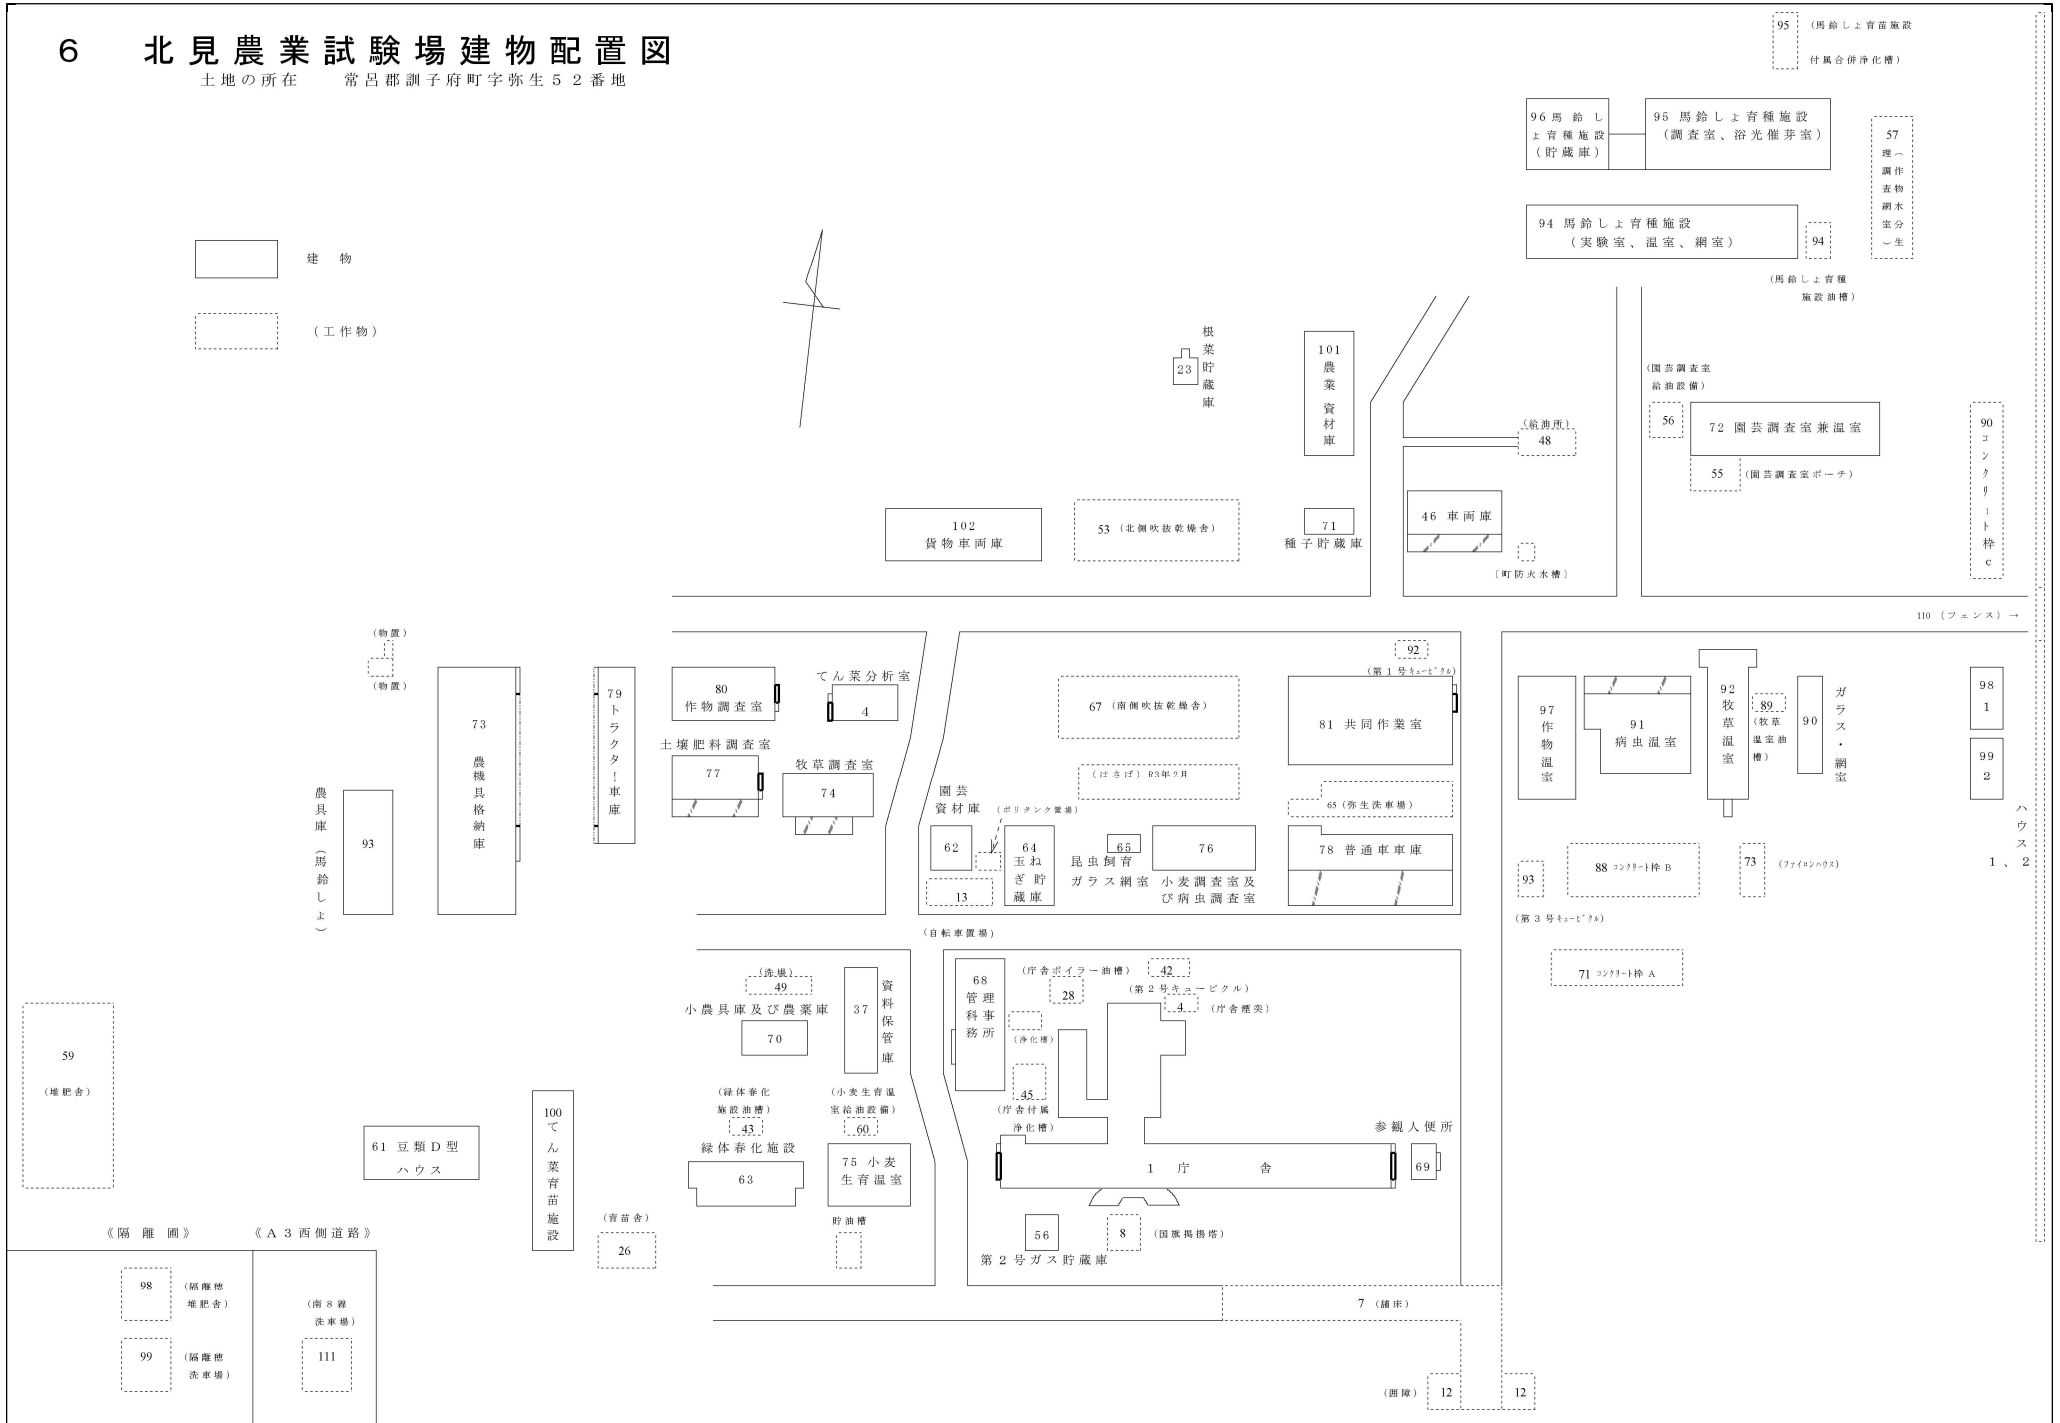 6 北見農業試験場建物配置図
土地の所在 常呂郡訓子府町字弥生52番地
建 物
(工作物)
95
(馬鈴しょ育苗施設
付属合併浄化槽)
96馬鈴し
ょ育種施設
(貯蔵庫)
95 馬鈴しょ育種施設
(調査室、浴光催芽室)
57
理(
調作
査物
網水
室分
)生
94 馬鈴しょ育種施設
(実験室、温室、網室)
94
(馬鈴しょ育種
施設油槽)
23
根菜貯蔵庫
101
農業資材庫
(給油所)
48
(園芸調査室
給油設備)
56
72 園芸調査室兼温室
55
(園芸調査室ポーチ)
90
コンクリート枠c
102
貨物車両庫
53 (北側吹抜乾燥舎)
71
種子貯蔵庫
46 車両庫
[町防火水槽]
110 (フェンス) →
(物置)
(物置)
73
農機具格納庫
79
トラクター車庫
80
作物調査室
てん菜分析室
4
土壌肥料調査室
77
牧草調査室
74
農具庫(馬鈴しょ)
93
92
(第1号キュービクル)
67 (南側吹抜乾燥舎)
81 共同作業室
(はさば) R3年2月
65 (弥生洗車場)
園芸
資材庫
(ポリタンク置場)
62
64
玉ね
ぎ貯
蔵庫
13
65
昆虫飼育
ガラス網室
76
小麦調査室及
び病虫調査室
78 普通車車庫
97
作物温室
91
病虫温室
92
牧草温室
89
(牧草
温室油
槽)
90
ガラス・網室
98
1
99
2
ハウス
1、2
93
(第3号キュービクル)
88 コンクリート枠 B
73
(ファイロンハウス)
71 コンクリート枠 A
(自転車置場)
(洗場)
49
小農具庫及び農薬庫
70
37
資料保管庫
68
管理
科事
務所
(庁舎ボイラー油槽)
28
42
(第2号キュービクル)
4
(庁舎煙突)
(浄化槽)
45
(庁舎付属
浄化槽)
59
(堆肥舎)
61 豆類D型
ハウス
100
てん菜育苗施設
(緑体春化
施設油槽)
43
緑体春化施設
63
(小麦生育温
室給油設備)
60
75 小麦
生育温室
貯油槽
(育苗舎)
26
1 庁 舎
参観人便所
69
56
第2号ガス貯蔵庫
8
(国旗掲揚塔)
《隔離圃》
《A3西側道路》
98
(隔離穂
堆肥舎)
99
(隔離穂
洗車場)
(南8線
洗車場)
111
7 (舗床)
(囲障)
12
12